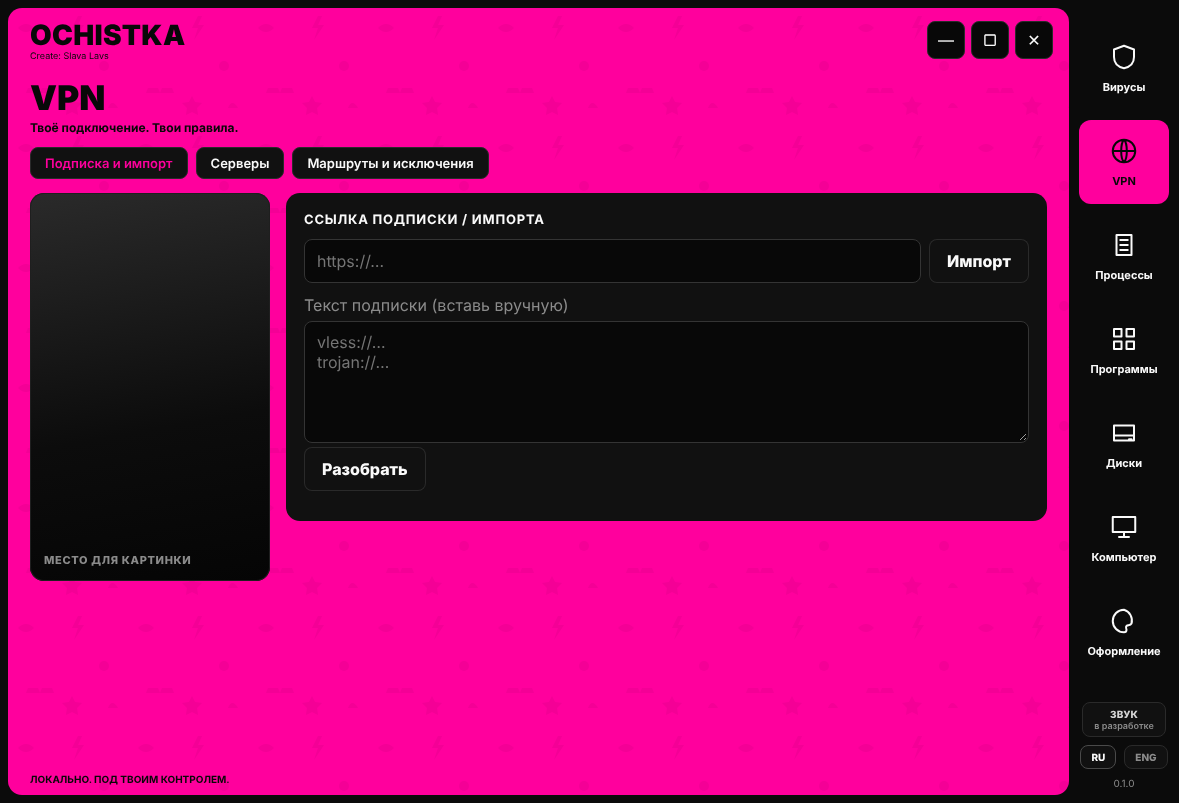 OCHISTKA
Create: Slava Lavs
VPN
Твоё подключение. Твои правила.
Подписка и импорт
Серверы
Маршруты и исключения
МЕСТО ДЛЯ КАРТИНКИ
ССЫЛКА ПОДПИСКИ / ИМПОРТА
https://...
Импорт
Текст подписки (вставь вручную)
vless://...
trojan://...
Разобрать
ЛОКАЛЬНО. ПОД ТВОИМ КОНТРОЛЕМ.
Вирусы
VPN
Процессы
Программы
Диски
Компьютер
Оформление
ЗВУК
в разработке
RU
ENG
0.1.0